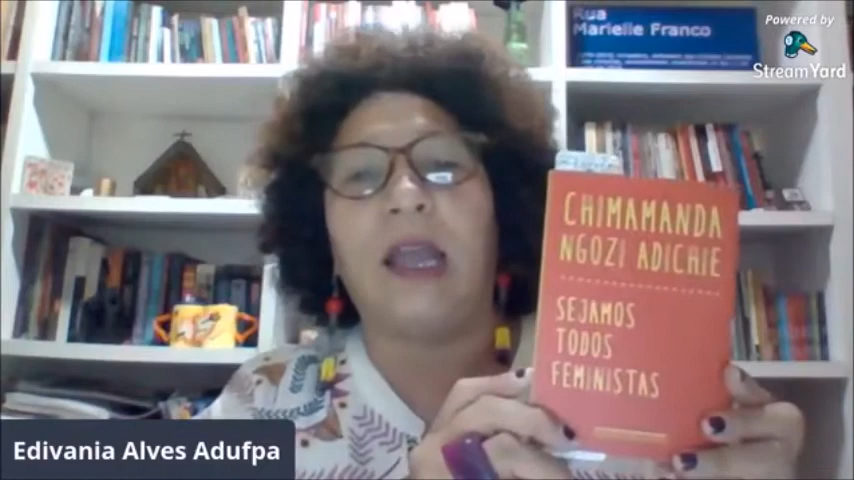 Rua
Marielle Franco
Powered by
StreamYard
CHIMAMANDA
NGOZI ADICHIE
SEJAMOS
TODOS
FEMINISTAS
Edivania Alves Adufpa